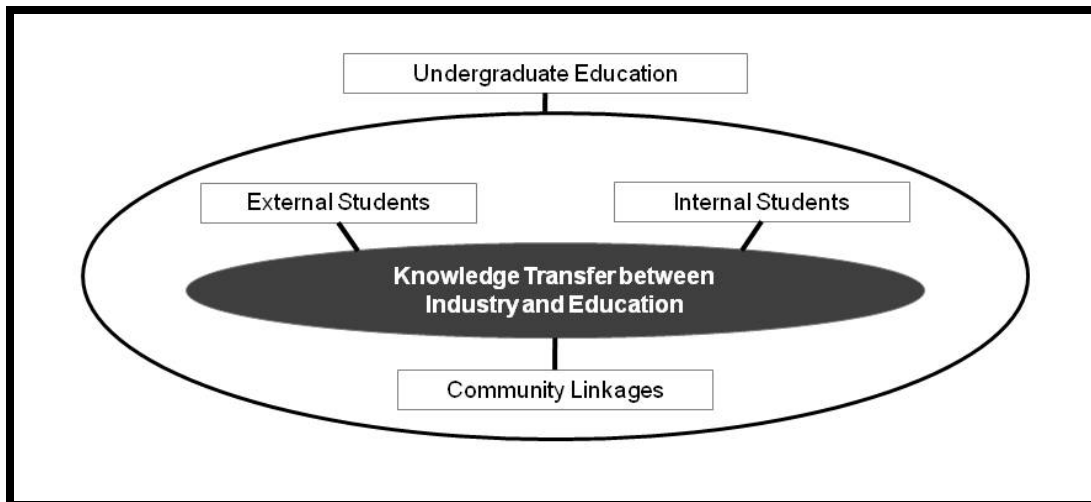 Undergraduate Education
External Students
Internal Students
Knowledge Transfer between
Industry and Education
Community Linkages